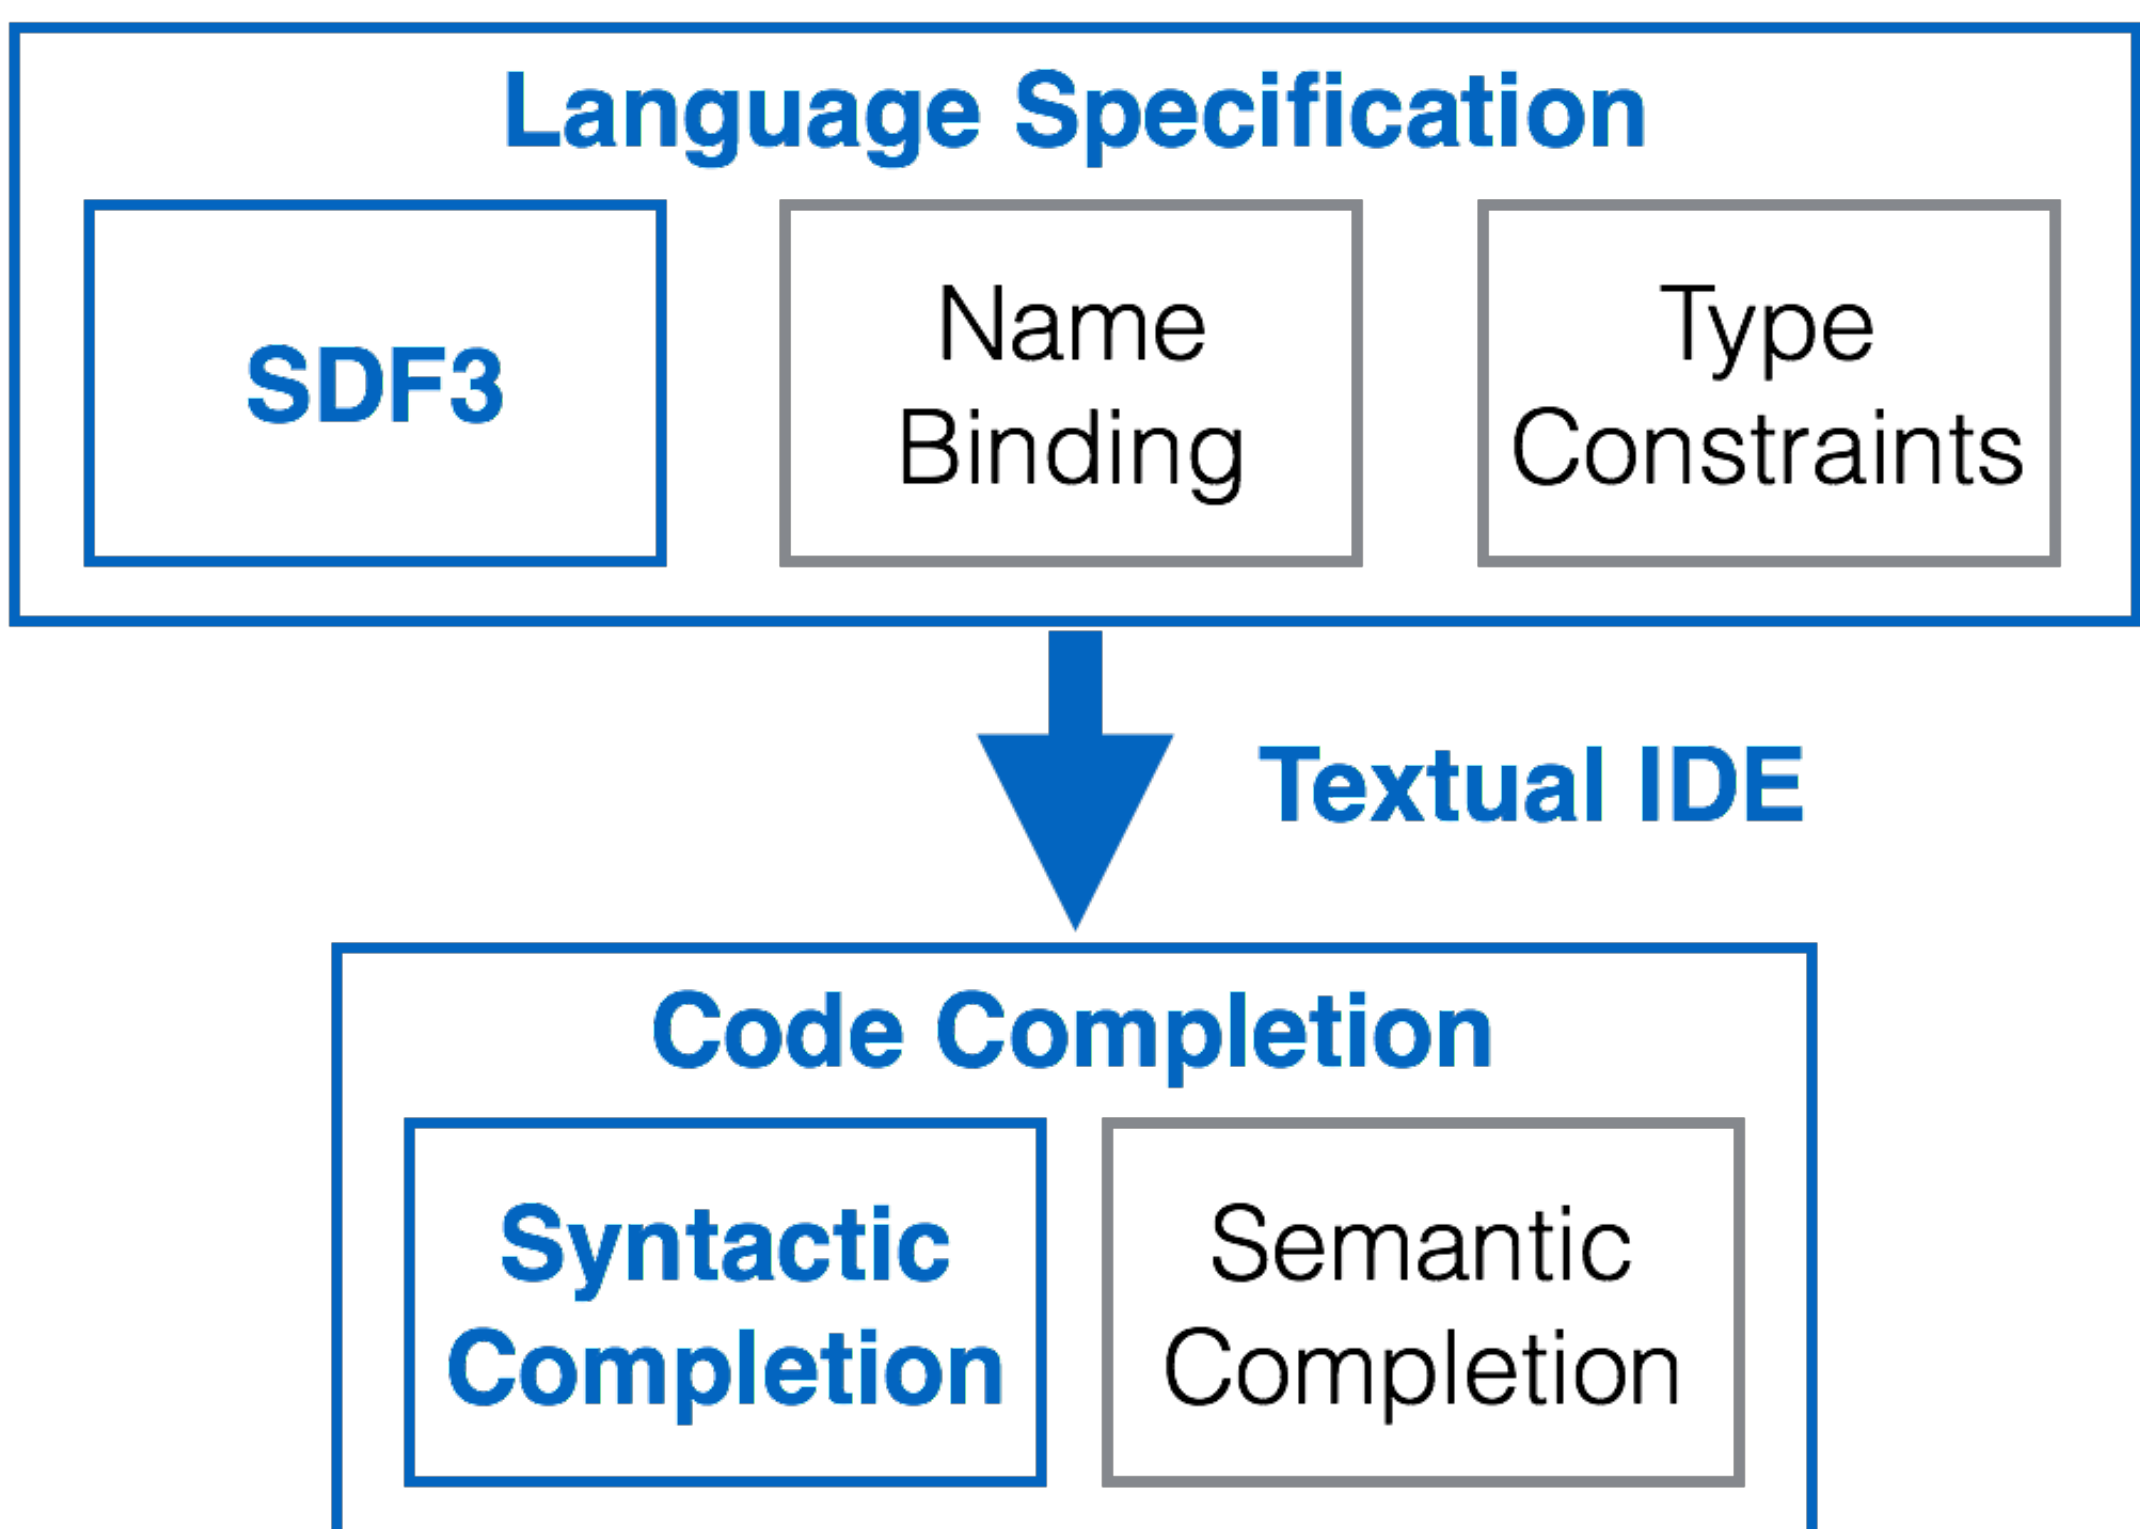 Language Specification
SDF3
Name
Binding
Type
Constraints
Textual IDE
Code Completion
Syntactic
Completion
Semantic
Completion